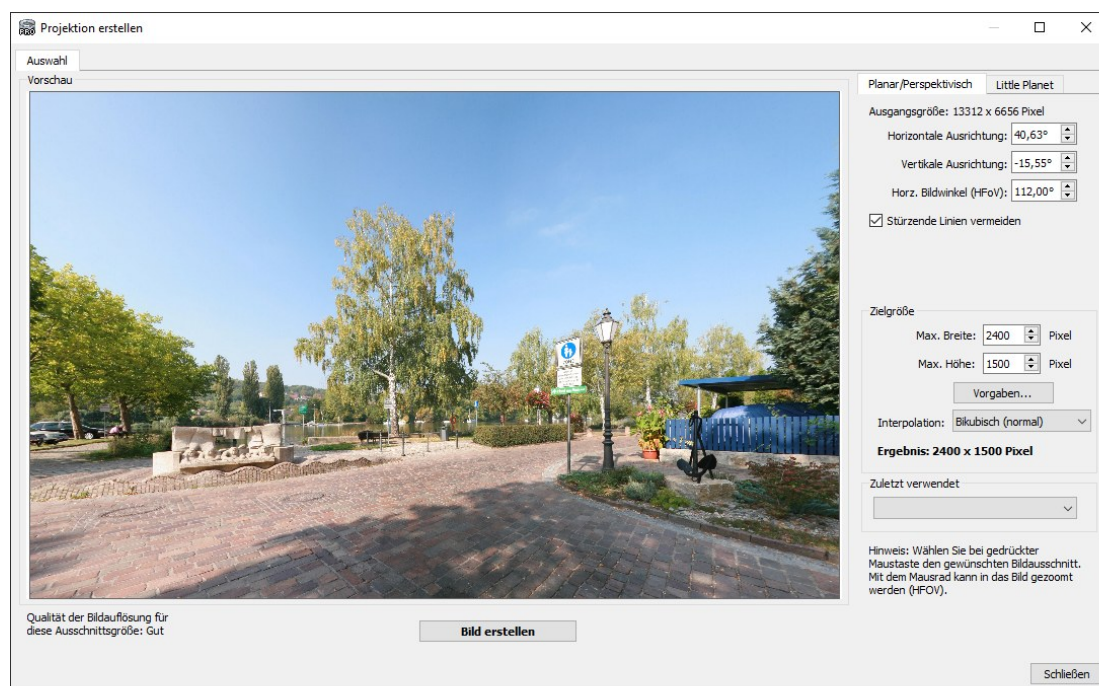 PRO
Projektion erstellen
Auswahl
Vorschau
Planar/Perspektivisch
Little Planet
Ausgangsgröße: 13312 x 6656 Pixel
Horizontale Ausrichtung: 40,63°
Vertikale Ausrichtung: -15,55°
Horz. Bildwinkel (HFoV): 112,00°
Stürzende Linien vermeiden
Zielgröße
Max. Breite: 2400 Pixel
Max. Höhe: 1500 Pixel
Vorgaben...
Interpolation: Bikubisch (normal)
Ergebnis: 2400 x 1500 Pixel
Zuletzt verwendet
Hinweis: Wählen Sie bei gedrückter
Maustaste den gewünschten Bildausschnitt.
Mit dem Mausrad kann in das Bild gezoomt
werden (HFOV).
Qualität der Bildauflösung für
diese Ausschnittsgröße: Gut
Bild erstellen
Schließen